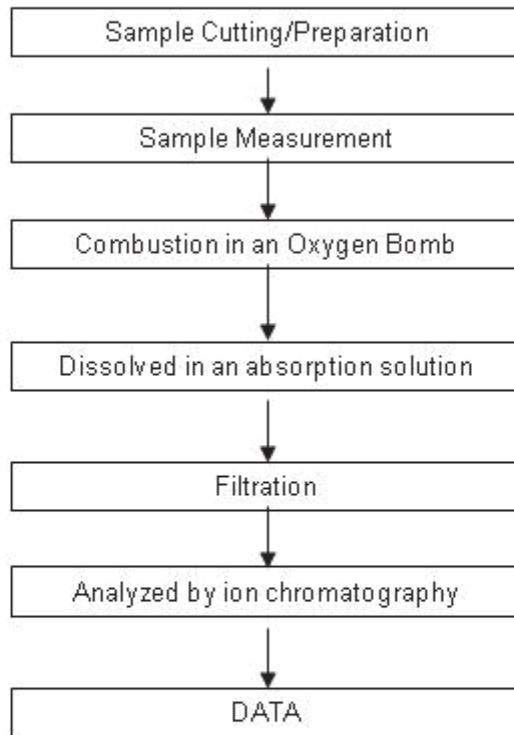 Sample Cutting/Preparation
Sample Measurement
Combustion in an Oxygen Bomb
Dissolved in an absorption solution
Filtration
Analyzed by ion chromatography
DATA